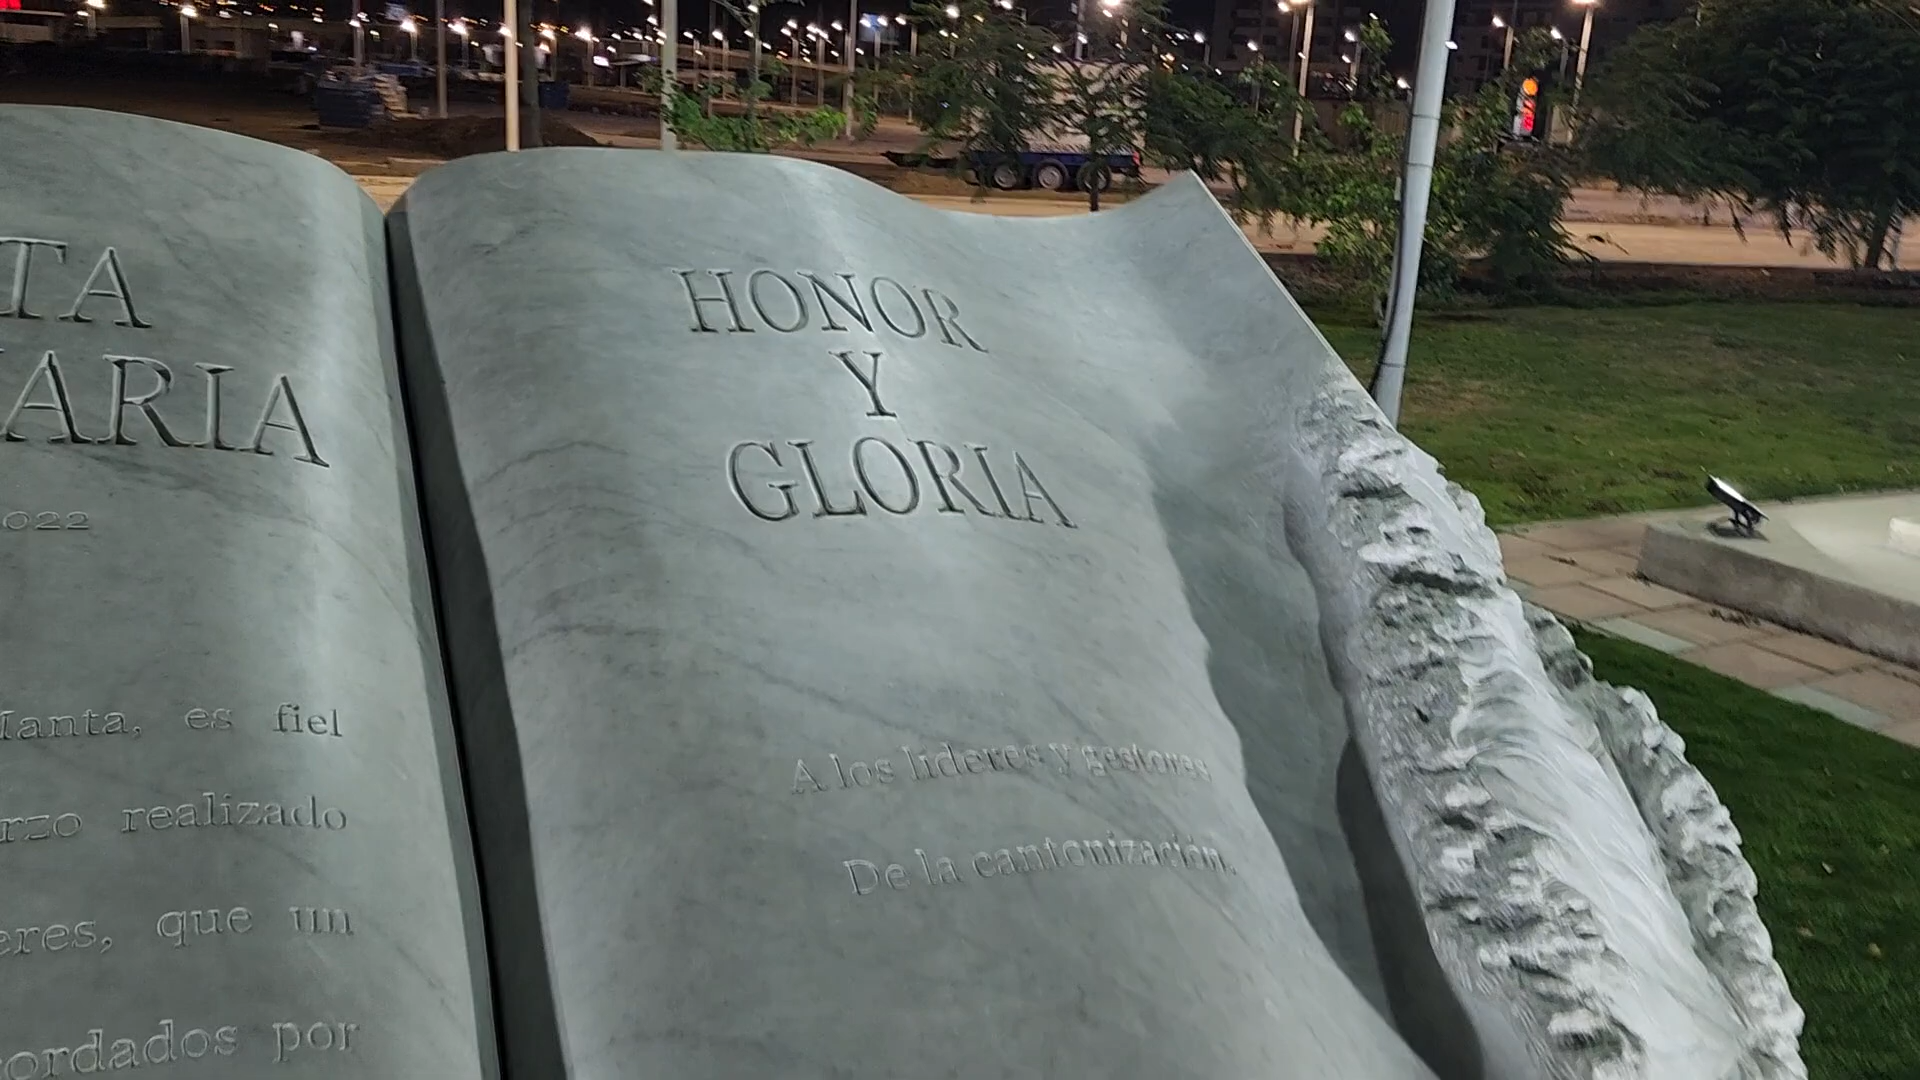 TA
ARIA
022
Manta, es fiel
rzo realizado
eres, que un
cordados por
HONOR
Y
GLORIA
A los lideres y gestores
De la cantonización.